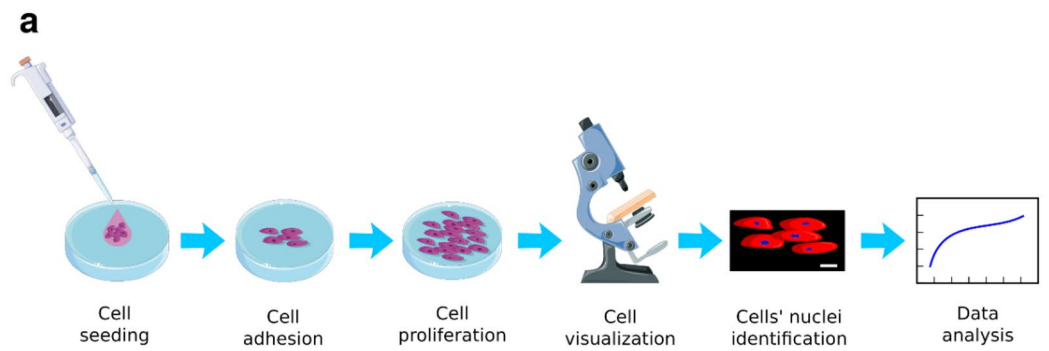 a
Cell
seeding
Cell
adhesion
Cell
proliferation
Cell
visualization
Cells' nuclei
identification
Data
analysis